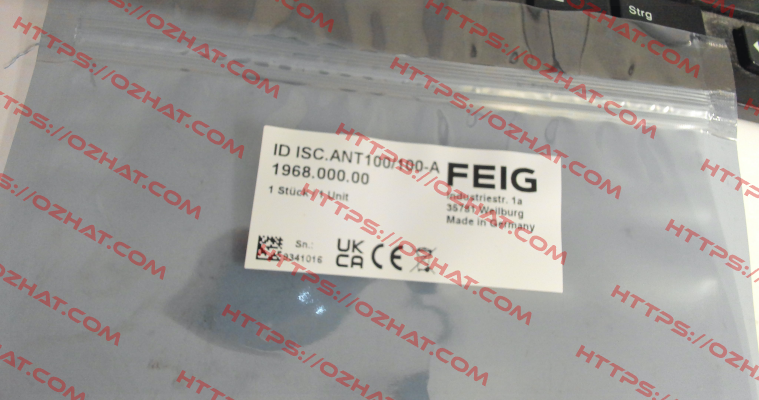 Strg
ID ISC.ANT100/100-A
1968.000.00
1 Stück / 1 Unit
FEIG
Industriestr. 1a
35781 Weilburg
Made in Germany
Sn.:
UK
CA
CE
HTTPS://OZHAT.COM